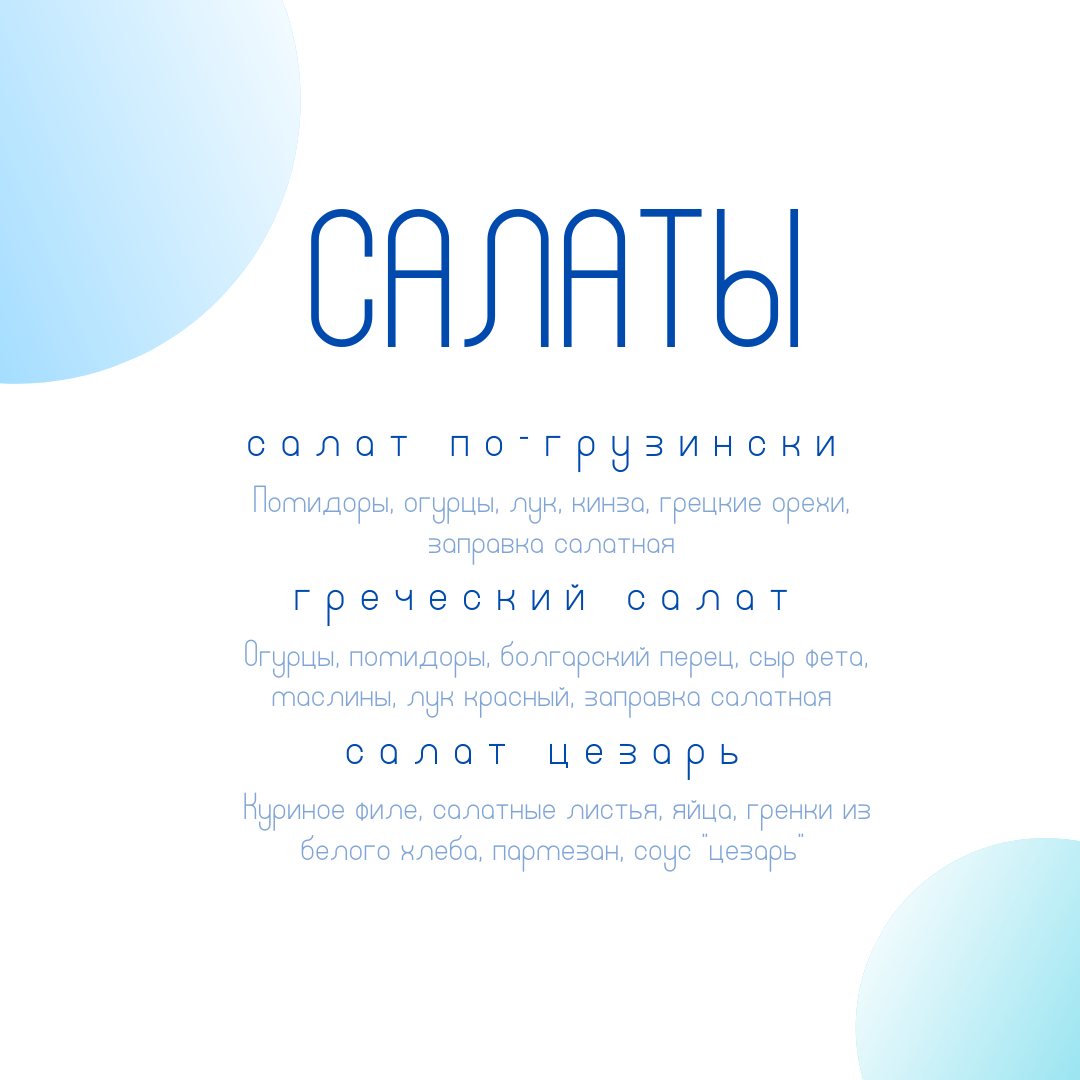 САЛАТЫ
салат по-грузински
Помидоры, огурцы, лук, кинза, грецкие орехи,
заправка салатная
греческий салат
Огурцы, помидоры, болгарский перец, сыр фета,
маслины, лук красный, заправка салатная
салат цезарь
Куриное филе, салатные листья, яйца, гренки из
белого хлеба, пармезан, соус "цезарь"